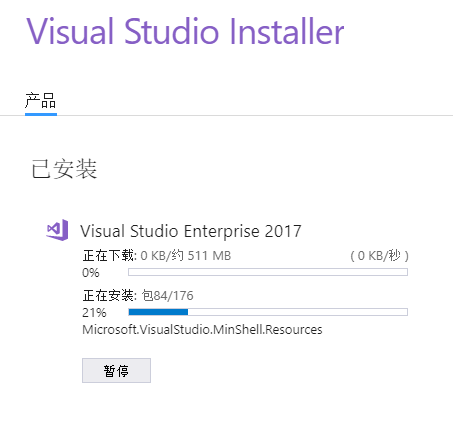 Visual Studio Installer
产品
已安装
Visual Studio Enterprise 2017
正在下载: 0 KB/约 511 MB ( 0 KB/秒 )
0%
正在安装: 包84/176
21%
Microsoft.VisualStudio.MinShell.Resources
暂停